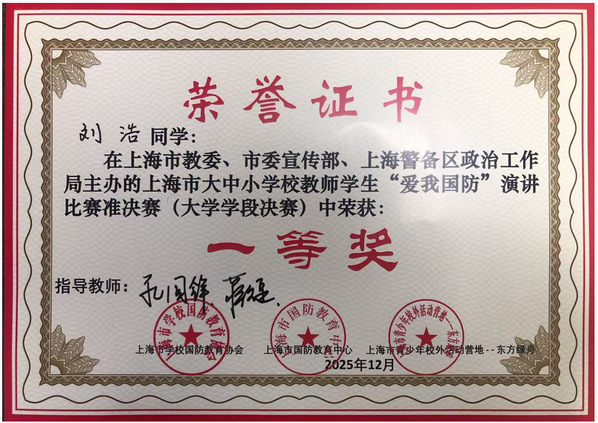 荣誉证书
刘浩同学：
在上海市教委、市委宣传部、上海警备区政治工作
局主办的上海市大中小学校教师学生“爱我国防”演讲
比赛准决赛（大学学段决赛）中荣获：
一等奖
指导教师：
上海市学校国防教育协会 上海市国防教育中心 上海市青少年校外活动营地--东方绿舟
2025年12月